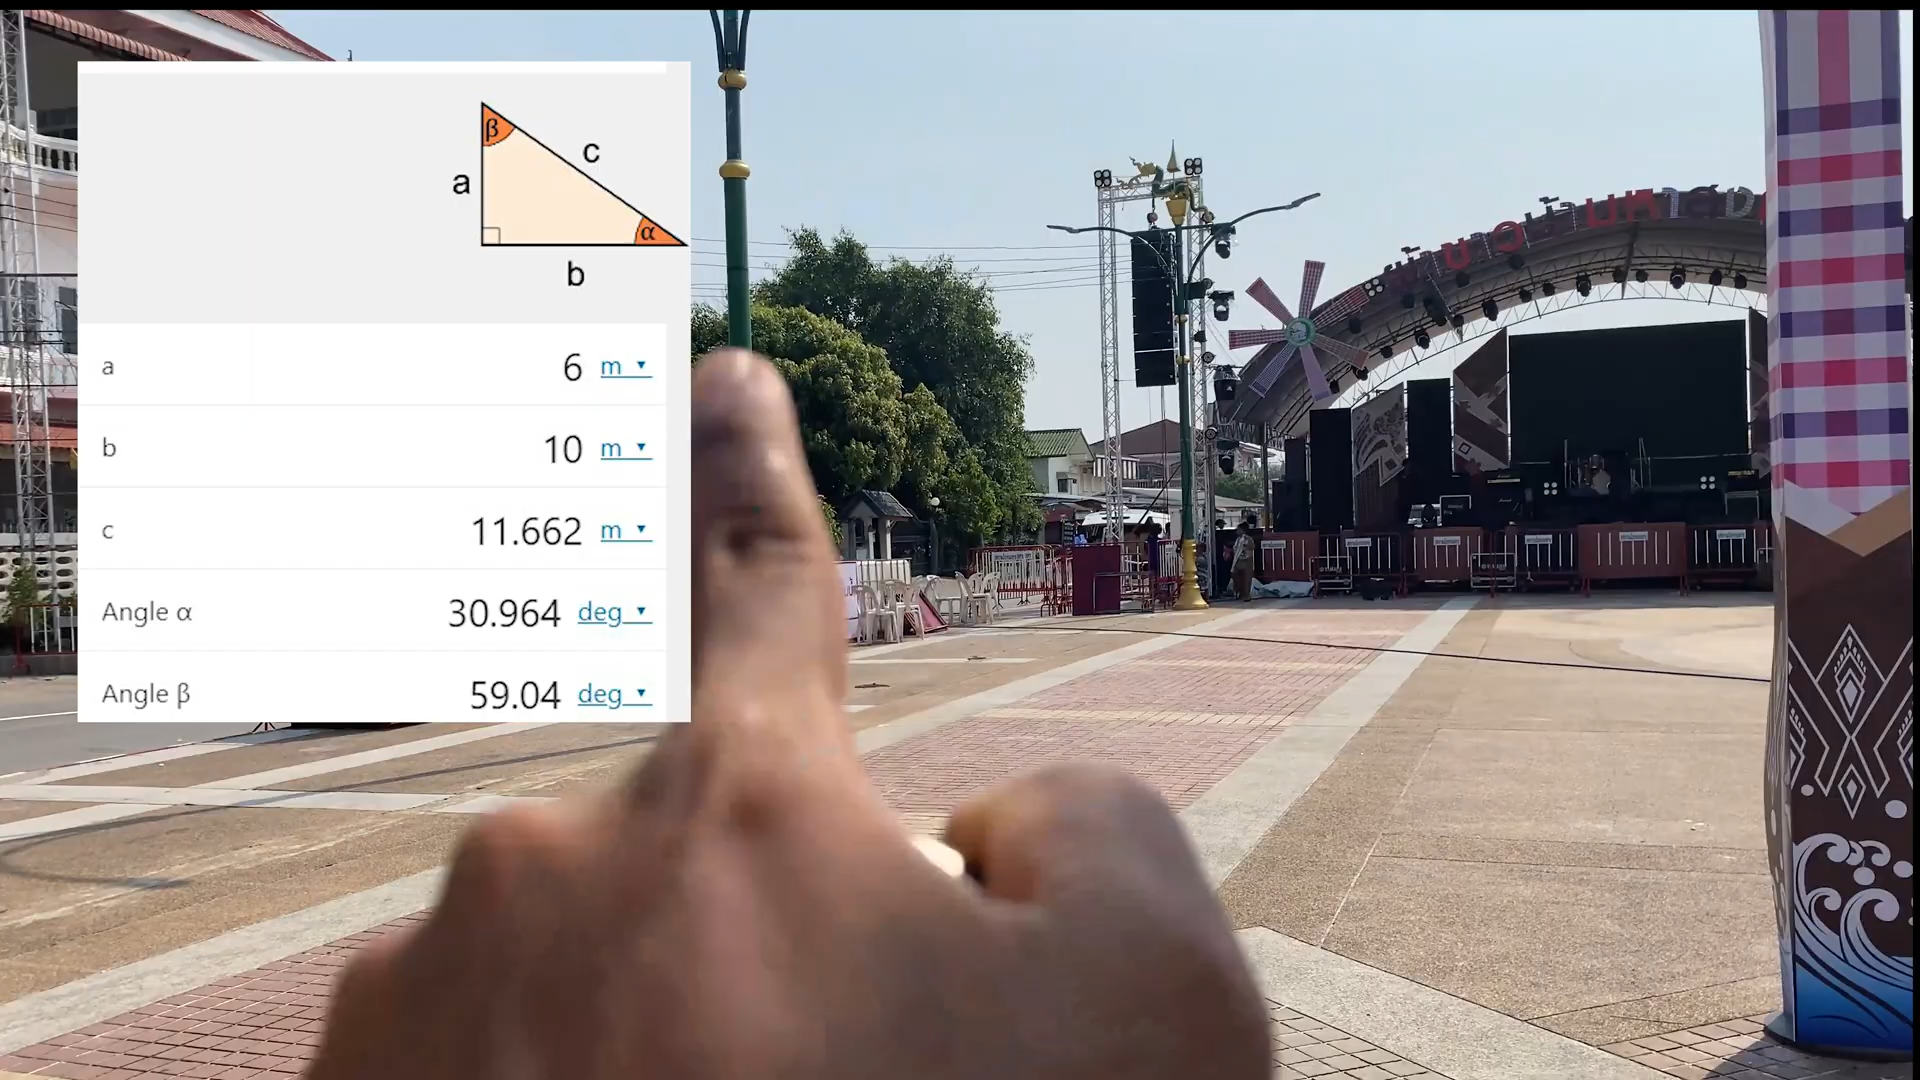 β
c
a
α
b
a 6 m
b 10 m
c 11.662 m
Angle α 30.964 deg
Angle β 59.04 deg